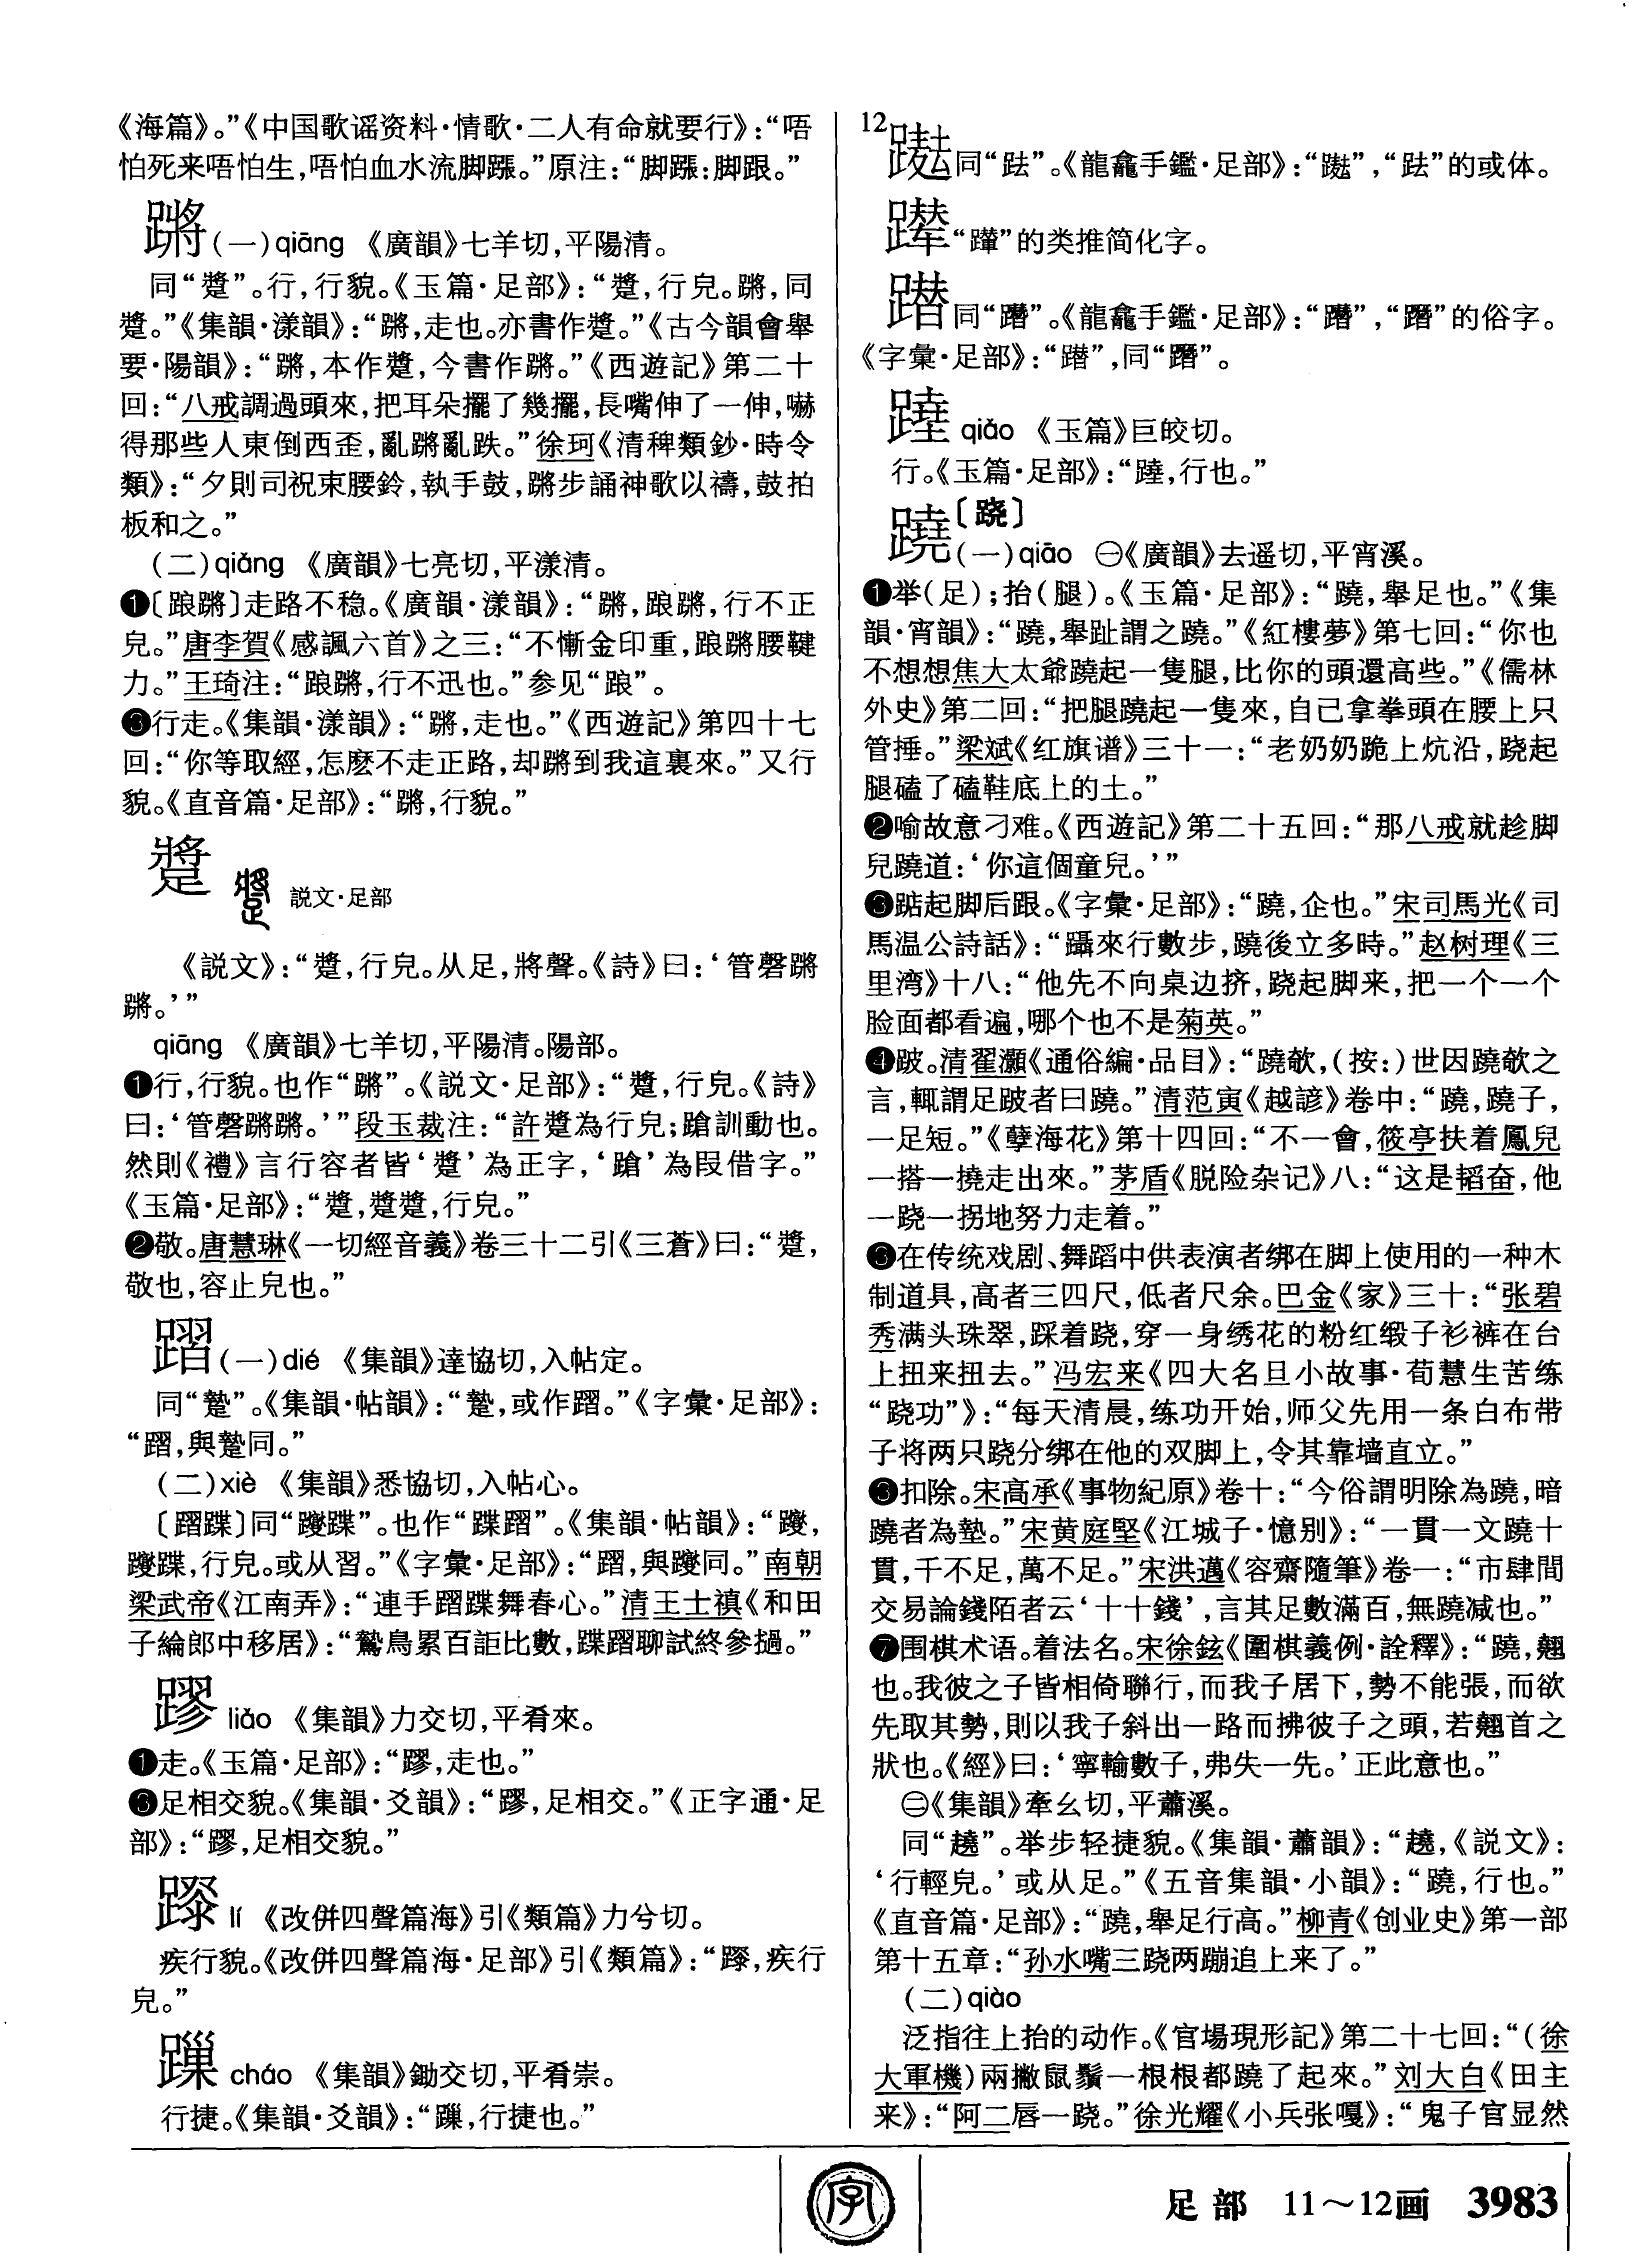 《海篇》。”《中国歌谣资料·情歌·二人有命就要行》：“唔
怕死来唔怕生，唔怕血水流脚蹍。”原注：“脚蹍：脚跟。”
蹡(一)qiāng 《廣韻》七羊切，平陽清。
同“䠂”。行，行貌。《玉篇·足部》：“䠂，行皃。蹡，同
䠂。”《集韻·漾韻》：“蹡，走也。亦書作䠂。”《古今韻會舉
要·陽韻》：“蹡，本作䠂，今書作蹡。”《西遊記》第二十
回：“八戒調過頭來，把耳朵擺了幾擺，長嘴伸了一伸，嚇
得那些人東倒西歪，亂蹡亂跌。”徐珂《清稗類鈔·時令
類》：“夕則司祝束腰鈴，執手鼓，蹡步誦神歌以禱，鼓拍
板和之。”
(二)qiǎng 《廣韻》七亮切，平漾清。
❶〔踉蹡〕走路不稳。《廣韻·漾韻》：“蹡，踉蹡，行不正
皃。”唐李賀《感諷六首》之三：“不慚金印重，踉蹡腰鞬
力。”王琦注：“踉蹡，行不迅也。”参见“踉”。
❸行走。《集韻·漾韻》：“蹡，走也。”《西遊記》第四十七
回：“你等取經，怎麽不走正路，却蹡到我這裏來。”又行
貌。《直音篇·足部》：“蹡，行貌。”
䠂 説文·足部
《説文》：“䠂，行皃。从足，將聲。《詩》曰：‘管磬蹡
蹡。’”
qiāng 《廣韻》七羊切，平陽清。陽部。
❶行，行貌。也作“蹡”。《説文·足部》：“䠂，行皃。《詩》
曰：‘管磬蹡蹡。’”段玉裁注：“許䠂為行皃；蹌訓動也。
然則《禮》言行容者皆‘䠂’為正字，‘蹌’為叚借字。”
《玉篇·足部》：“䠂，䠂䠂，行皃。”
❷敬。唐慧琳《一切經音義》卷三十二引《三蒼》曰：“䠂，
敬也，容止皃也。”
蹓(一)dié 《集韻》達協切，入帖定。
同“蹔”。《集韻·帖韻》：“，或作。”《字彙·足部》：
“，與同。”
(二)xiè 《集韻》悉協切，入帖心。
〔蹀〕同“躞蹀”。也作“蹀”。《集韻·帖韻》：“躞，
躞蹀，行皃。或从習。”《字彙·足部》：“，與躞同。”南朝
梁武帝《江南弄》：“連手蹀舞春心。”清王士禛《和田
子綸郎中移居》：“鷙鳥累百詎比數，蹀聊試終參撾。”
蹘 liǎo 《集韻》力交切，平肴來。
❶走。《玉篇·足部》：“蹘，走也。”
❸足相交貌。《集韻·爻韻》：“蹘，足相交。”《正字通·足
部》：“蹘，足相交貌。”
lí 《改併四聲篇海》引《類篇》力兮切。
疾行貌。《改併四聲篇海·足部》引《類篇》：“，疾行
皃。”
cháo 《集韻》鋤交切，平肴崇。
行捷。《集韻·爻韻》：“，行捷也。”
12
同“䟦”。《龍龕手鑑·足部》：“”，“”的或体。
“”的类推简化字。
同“”。《龍龕手鑑·足部》：“”，“”的俗字。
《字彙·足部》：“”，同“”。
qiǎo 《玉篇》巨皎切。
行。《玉篇·足部》：“，行也。”
蹺〔跷〕
(一)qiāo ㊀《廣韻》去遥切，平宵溪。
❶举(足)；抬(腿)。《玉篇·足部》：“蹺，舉足也。”《集
韻·宵韻》：“蹺，舉趾謂之蹺。”《紅樓夢》第七回：“你也
不想想焦大太爺蹺起一隻腿，比你的頭還高些。”《儒林
外史》第二回：“把腿蹺起一隻來，自己拿拳頭在腰上只
管捶。”梁斌《红旗谱》三十一：“老奶奶跪上炕沿，跷起
腿磕了磕鞋底上的土。”
❷喻故意刁难。《西遊記》第二十五回：“那八戒就趁脚
兒蹺道：‘你這個童兒。’”
❸踮起脚后跟。《字彙·足部》：“蹺，企也。”宋司馬光《司
馬温公詩話》：“躡來行數步，蹺後立多時。”赵树理《三
里湾》十八：“他先不向桌边挤，跷起脚来，把一个一个
脸面都看遍，哪个也不是菊英。”
❹跛。清翟灝《通俗編·品目》：“蹺欹，(按：)世因蹺欹之
言，輒謂足跛者曰蹺。”清范寅《越諺》卷中：“蹺，蹺子，
一足短。”《孽海花》第十四回：“不一會，筱亭扶着鳳兒
一搭一撓走出來。”茅盾《脱险杂记》八：“这是韬奋，他
一跷一拐地努力走着。”
❸在传统戏剧、舞蹈中供表演者绑在脚上使用的一种木
制道具，高者三四尺，低者尺余。巴金《家》三十：“张碧
秀满头珠翠，踩着跷，穿一身绣花的粉红缎子衫裤在台
上扭来扭去。”冯宏来《四大名旦小故事·荀慧生苦练
“跷功”》：“每天清晨，练功开始，师父先用一条白布带
子将两只跷分绑在他的双脚上，令其靠墙直立。”
❸扣除。宋高承《事物紀原》卷十：“今俗謂明除為蹺，暗
蹺者為墊。”宋黄庭堅《江城子·憶别》：“一貫一文蹺十
貫，千不足，萬不足。”宋洪邁《容齋隨筆》卷一：“市肆間
交易論錢陌者云‘十十錢’，言其足數滿百，無蹺减也。”
❼围棋术语。着法名。宋徐鉉《圍棋義例·詮釋》：“蹺，翹
也。我彼之子皆相倚聯行，而我子居下，勢不能張，而欲
先取其勢，則以我子斜出一路而拂彼子之頭，若翹首之
狀也。《經》曰：‘寧輸數子，弗失一先。’正此意也。”
㊁《集韻》牽幺切，平蕭溪。
同“趬”。举步轻捷貌。《集韻·蕭韻》：“趬，《説文》：
‘行輕皃。’或从足。”《五音集韻·小韻》：“蹺，行也。”
《直音篇·足部》：“蹺，舉足行高。”柳青《创业史》第一部
第十五章：“孙水嘴三跷两蹦追上来了。”
(二)qiào
泛指往上抬的动作。《官場現形記》第二十七回：“(徐
大軍機)兩撇鼠鬚一根根都蹺了起來。”刘大白《田主
来》：“阿二唇一跷。”徐光耀《小兵张嘎》：“鬼子官显然
字
足部 11～12画 3983